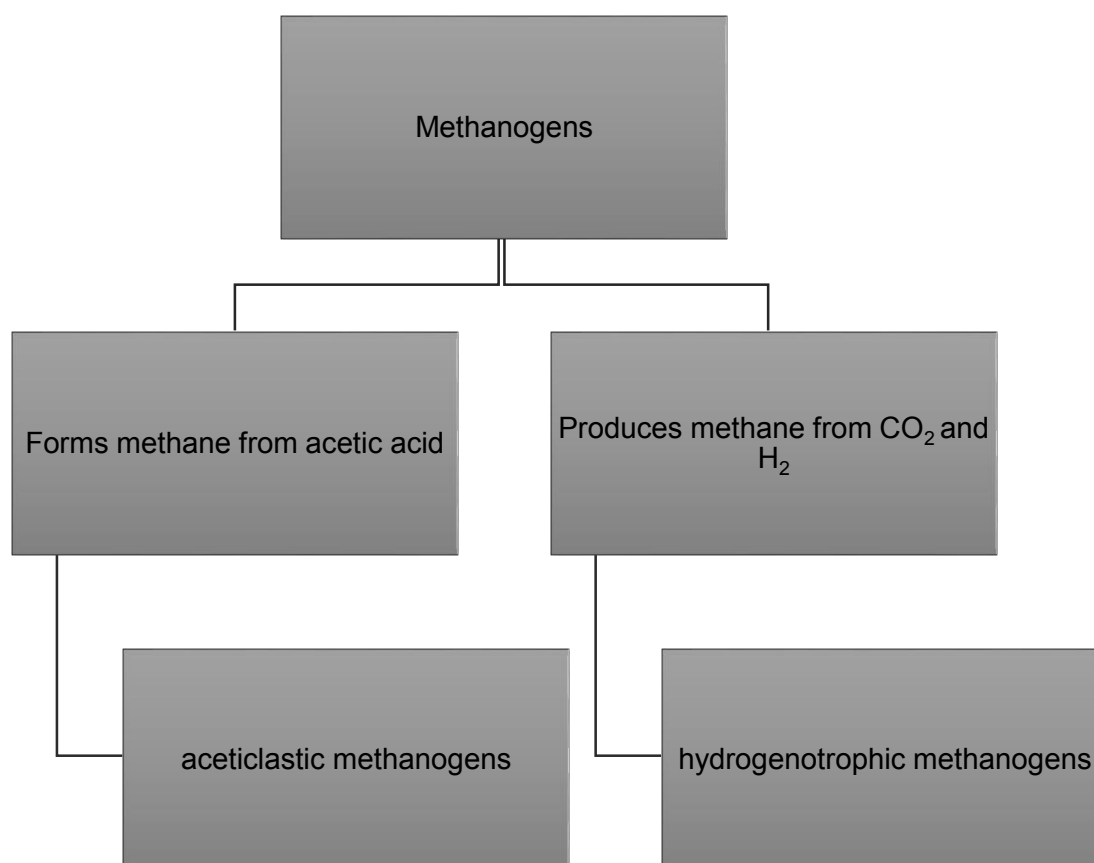 Methanogens
Forms methane from acetic acid
Produces methane from CO₂ and
H₂
aceticlastic methanogens
hydrogenotrophic methanogens